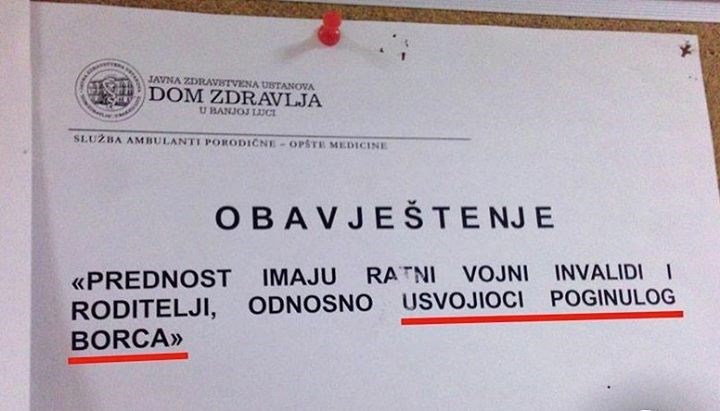 JAVNA ZDRAVSTVENA USTANOVA
DOM ZDRAVLJA
U BANJOJ LUCI
SLUŽBA AMBULANTI PORODIČNE – OPŠTE MEDICINE
OBAVJEŠTENJE
«PREDNOST IMAJU RATNI VOJNI INVALIDI I
RODITELJI, ODNOSNO USVOJIOCI POGINULOG
BORCA»